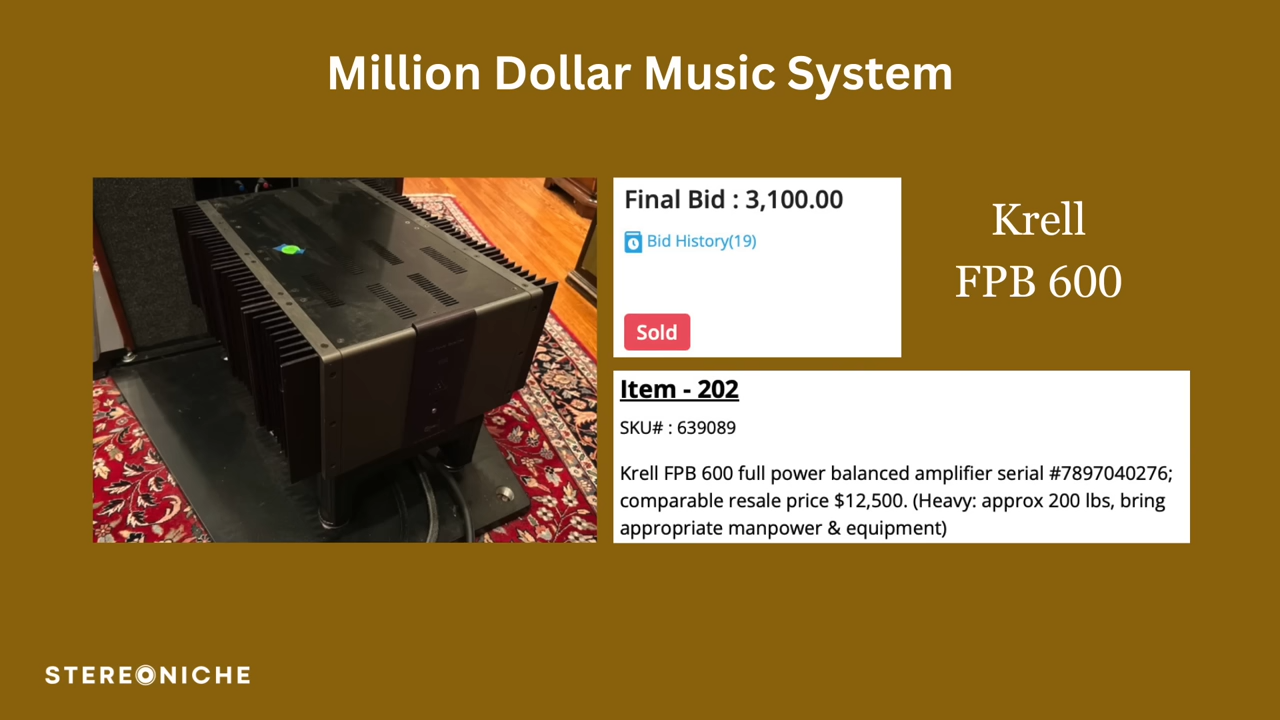 Million Dollar Music System
Final Bid : 3,100.00
Bid History(19)
Sold
Krell
FPB 600
Item - 202
SKU# : 639089
Krell FPB 600 full power balanced amplifier serial #7897040276;
comparable resale price $12,500. (Heavy: approx 200 lbs, bring
appropriate manpower & equipment)
STEREONICHE